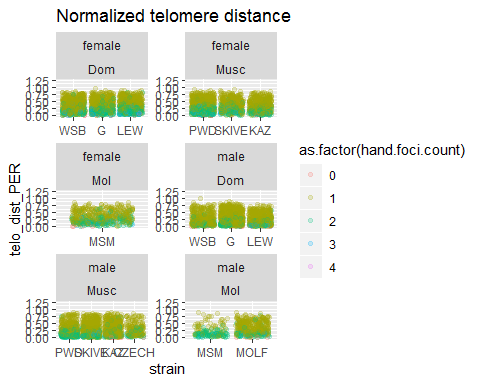 Normalized telomere distance
female female
Dom Musc
1.25 1.25
1.00 1.00
0.75 0.75
0.50 0.50
0.25 0.25
0.00 0.00
WSB G LEW PWD SKIVE KAZ
female male
Mol Dom
1.25 1.25
1.00 1.00
0.75 0.75
0.50 0.50
0.25 0.25
0.00 0.00
MSM WSB G LEW
male male
Musc Mol
1.25 1.25
1.00 1.00
0.75 0.75
0.50 0.50
0.25 0.25
0.00 0.00
PWD SKIVE KAZ CZECH MSM MOLF
strain
telo_dist_PER
as.factor(hand.foci.count)
0
1
2
3
4